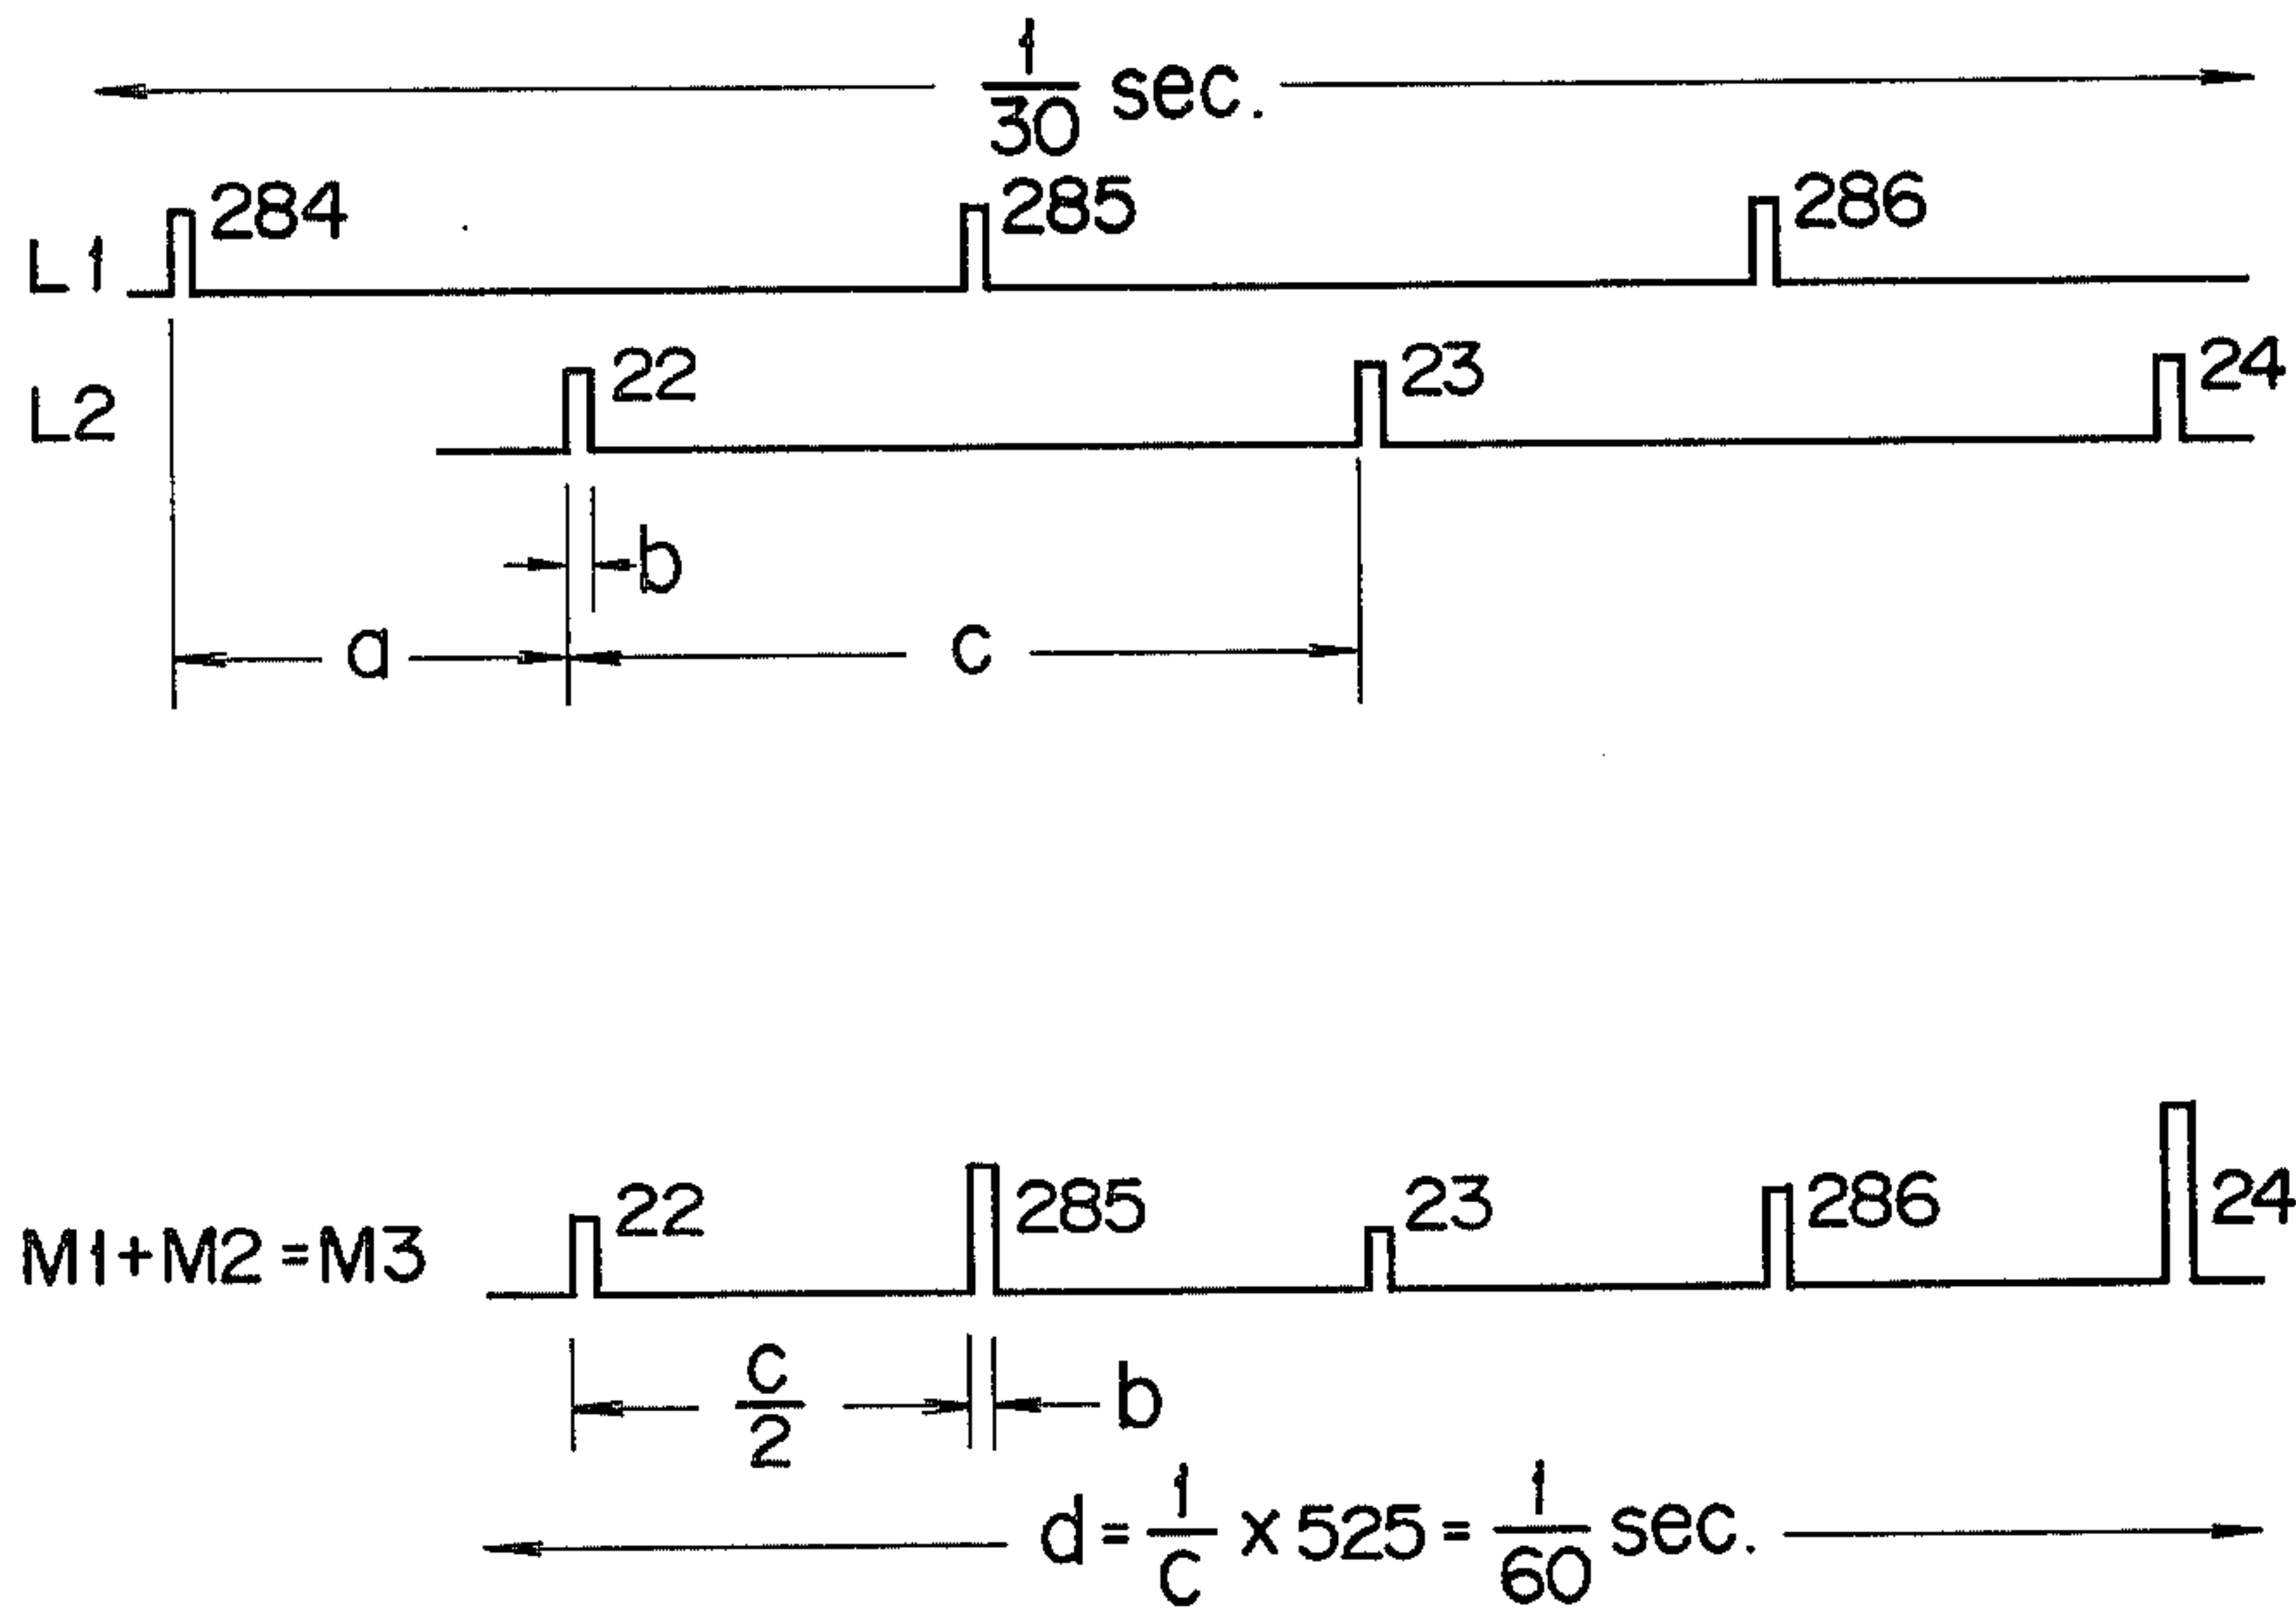 1/30 sec.
L1 284 285 286
L2 22 23 24
b
a c
M1+M2=M3 22 285 23 286 24
c/2 b
d = 1/c x 525 = 1/60 sec.